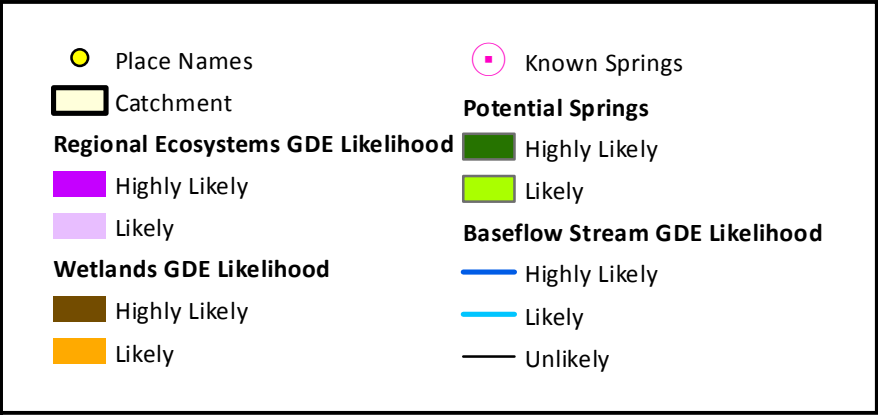 Place Names
Catchment
Regional Ecosystems GDE Likelihood
Highly Likely
Likely
Wetlands GDE Likelihood
Highly Likely
Likely
Known Springs
Potential Springs
Highly Likely
Likely
Baseflow Stream GDE Likelihood
Highly Likely
Likely
Unlikely